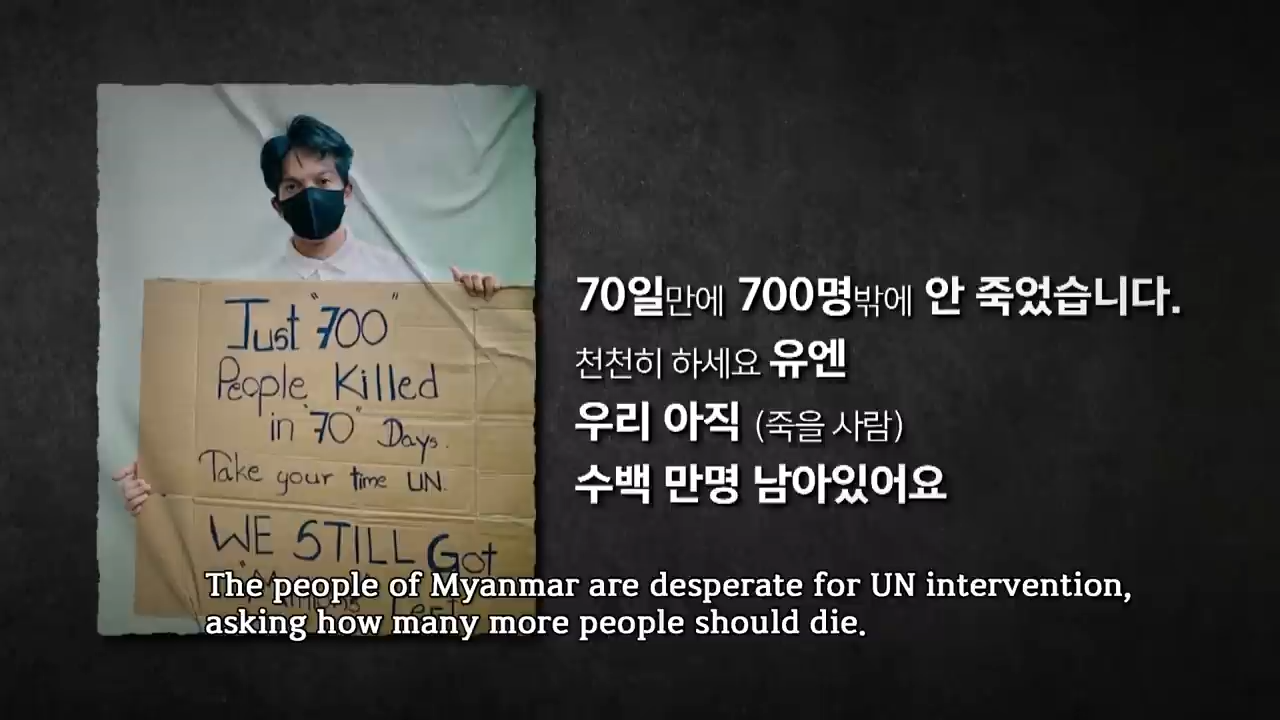 Just "700"
People Killed
in "70" Days.
Take your time UN.
WE STILL Got
"Millions Left
70일만에 700명밖에 안 죽었습니다.
천천히 하세요 유엔
우리 아직 (죽을 사람)
수백 만명 남아있어요
The people of Myanmar are desperate for UN intervention,
asking how many more people should die.